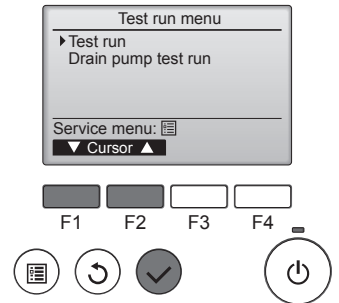 Test run menu
Test run
Drain pump test run
Service menu:
▼ Cursor ▲
F1 F2 F3 F4